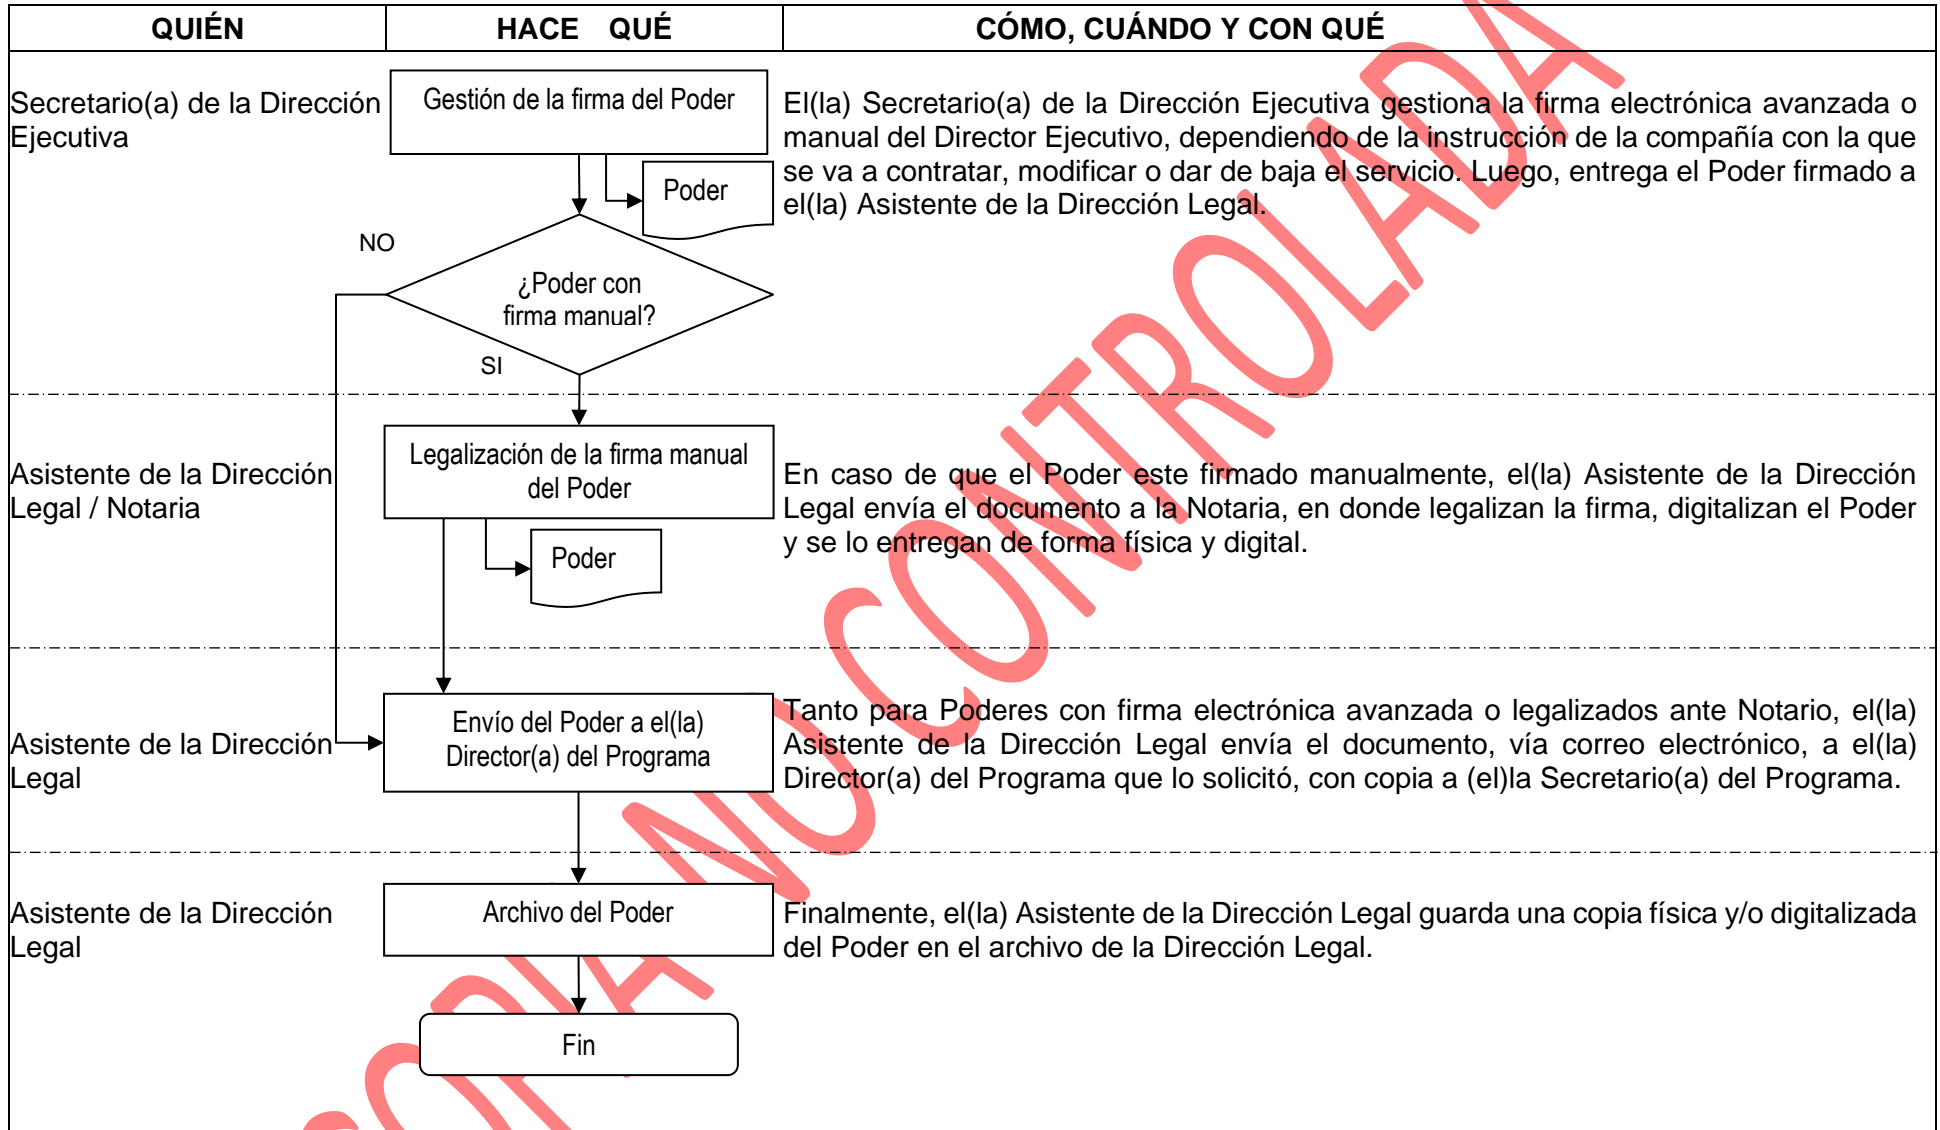 QUIÉN HACE QUÉ CÓMO, CUÁNDO Y CON QUÉ
Secretario(a) de la Dirección
Ejecutiva
Gestión de la firma del Poder
Poder
El(la) Secretario(a) de la Dirección Ejecutiva gestiona la firma electrónica avanzada o
manual del Director Ejecutivo, dependiendo de la instrucción de la compañía con la que
se va a contratar, modificar o dar de baja el servicio. Luego, entrega el Poder firmado a
el(la) Asistente de la Dirección Legal.
NO
¿Poder con
firma manual?
SI
Asistente de la Dirección
Legal / Notaria
Legalización de la firma manual
del Poder
Poder
En caso de que el Poder este firmado manualmente, el(la) Asistente de la Dirección
Legal envía el documento a la Notaria, en donde legalizan la firma, digitalizan el Poder
y se lo entregan de forma física y digital.
Asistente de la Dirección
Legal
Envío del Poder a el(la)
Director(a) del Programa
Tanto para Poderes con firma electrónica avanzada o legalizados ante Notario, el(la)
Asistente de la Dirección Legal envía el documento, vía correo electrónico, a el(la)
Director(a) del Programa que lo solicitó, con copia a (el)la Secretario(a) del Programa.
Asistente de la Dirección
Legal
Archivo del Poder
Finalmente, el(la) Asistente de la Dirección Legal guarda una copia física y/o digitalizada
del Poder en el archivo de la Dirección Legal.
Fin
COPIA NO CONTROLADA